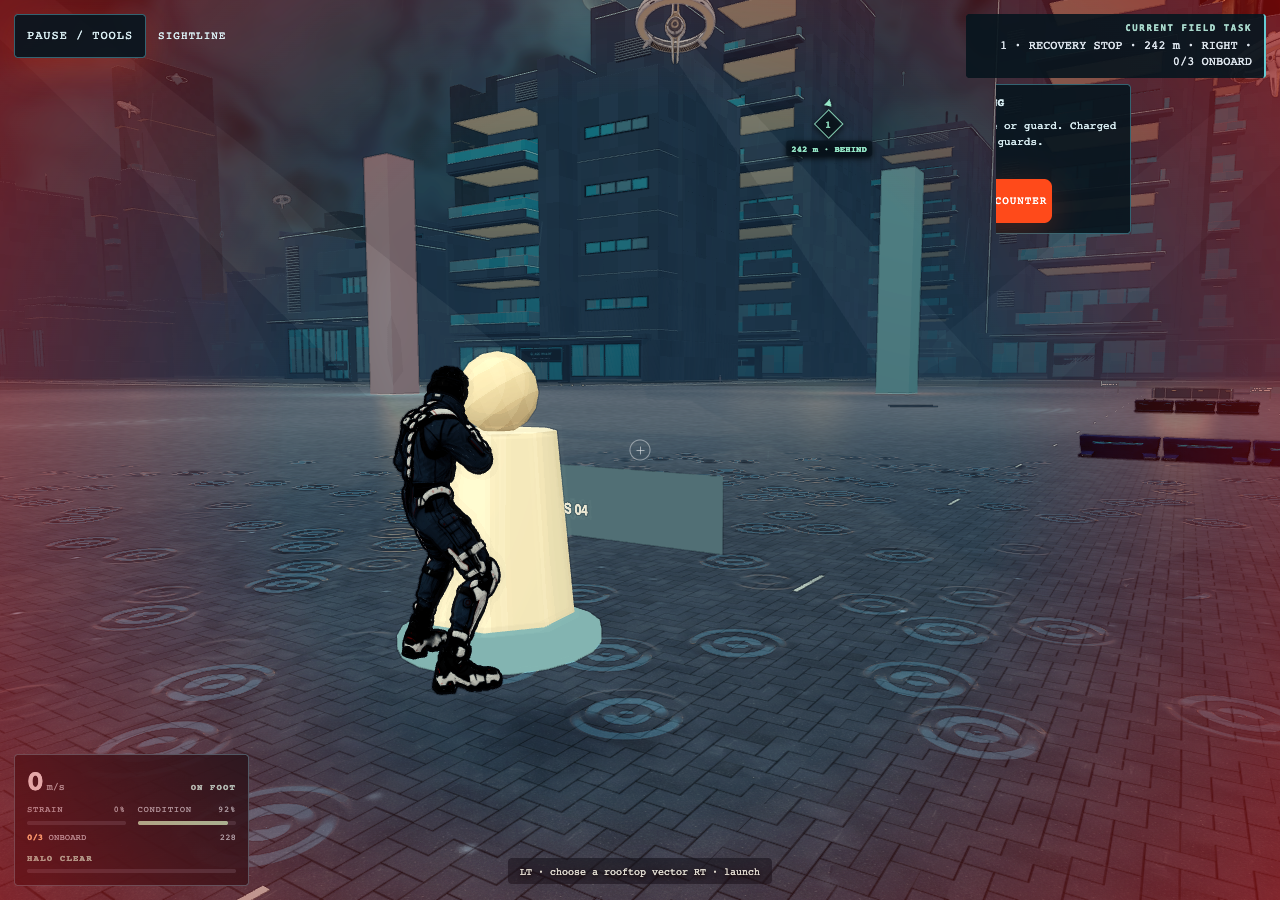 PAUSE / TOOLS
SIGHTLINE
CURRENT FIELD TASK
1 · RECOVERY STOP · 242 m · RIGHT ·
0/3 ONBOARD
or guard. Charged
guards.
COUNTER
1
242 m · BEHIND
S 04
0 m/s
ON FOOT
STRAIN 0% CONDITION 92%
0/3 ONBOARD 228
HALO CLEAR
LT · choose a rooftop vector RT · launch